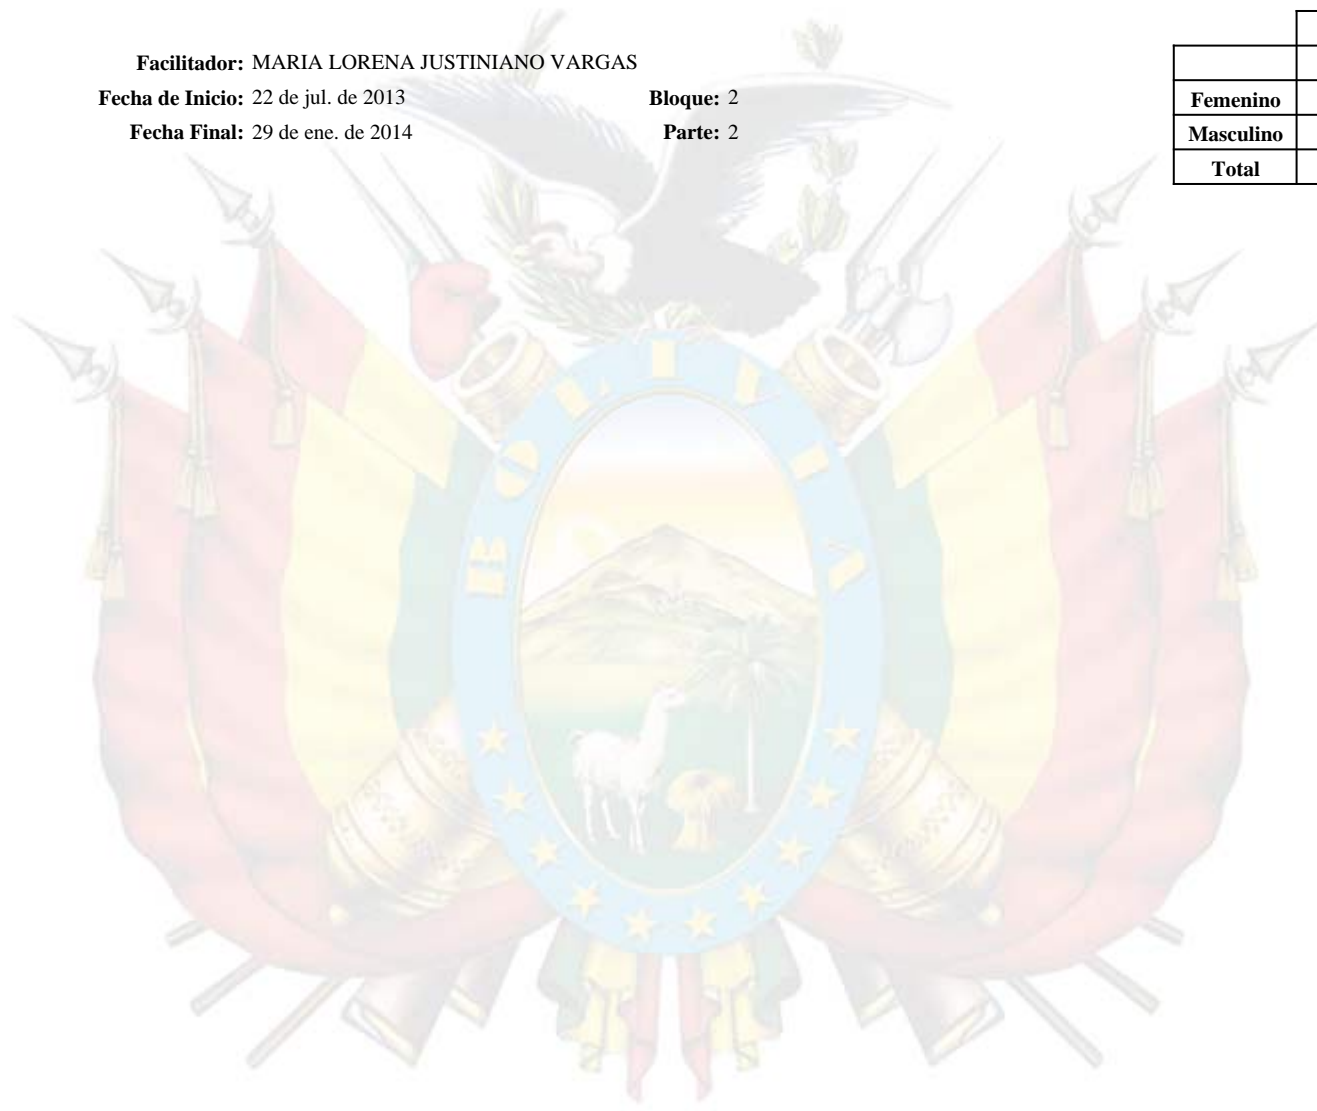 Facilitador: MARIA LORENA JUSTINIANO VARGAS
Fecha de Inicio: 22 de jul. de 2013 Bloque: 2
Fecha Final: 29 de ene. de 2014 Parte: 2
Femenino
Masculino
Total
BOLIVIA